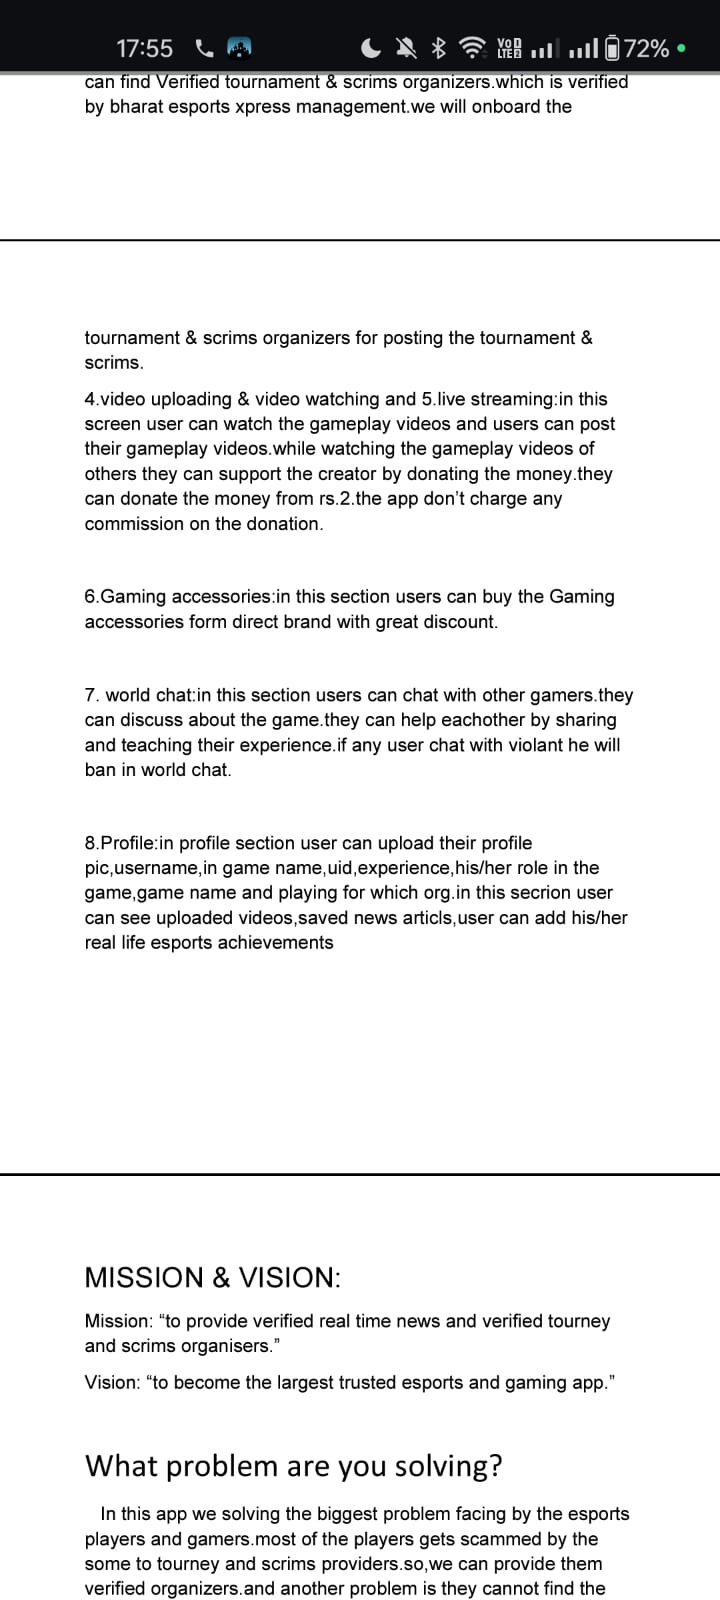 17:55
VoD LTE2
72%
can find Verified tournament & scrims organizers.which is verified
by bharat esports xpress management.we will onboard the
tournament & scrims organizers for posting the tournament &
scrims.
4.video uploading & video watching and 5.live streaming:in this
screen user can watch the gameplay videos and users can post
their gameplay videos.while watching the gameplay videos of
others they can support the creator by donating the money.they
can donate the money from rs.2.the app don't charge any
commission on the donation.
6.Gaming accessories:in this section users can buy the Gaming
accessories form direct brand with great discount.
7. world chat:in this section users can chat with other gamers.they
can discuss about the game.they can help eachother by sharing
and teaching their experience.if any user chat with violant he will
ban in world chat.
8.Profile:in profile section user can upload their profile
pic,username,in game name,uid,experience,his/her role in the
game,game name and playing for which org.in this secrion user
can see uploaded videos,saved news articls,user can add his/her
real life esports achievements
MISSION & VISION:
Mission: “to provide verified real time news and verified tourney
and scrims organisers.”
Vision: “to become the largest trusted esports and gaming app.”
What problem are you solving?
In this app we solving the biggest problem facing by the esports
players and gamers.most of the players gets scammed by the
some to tourney and scrims providers.so,we can provide them
verified organizers.and another problem is they cannot find the